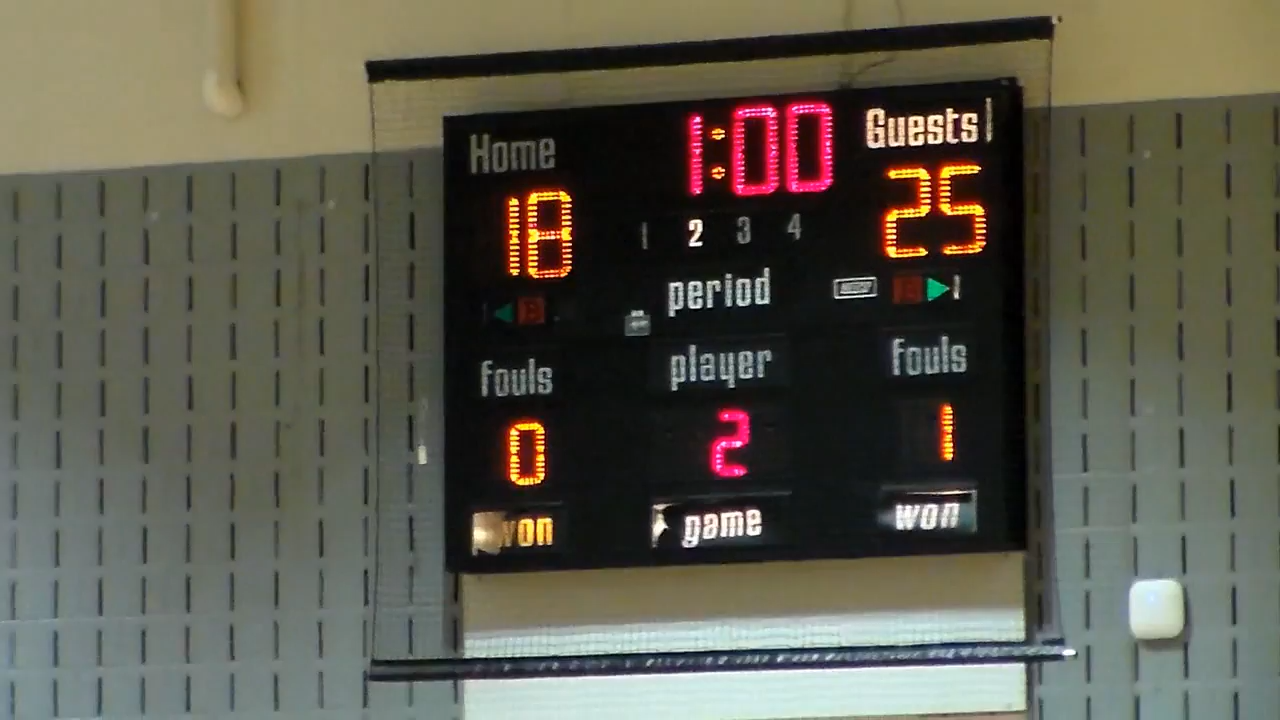 Home 1:00 Guests
18 25
1 2 3 4
period
B B
Fouls player Fouls
0 2 1
won game won